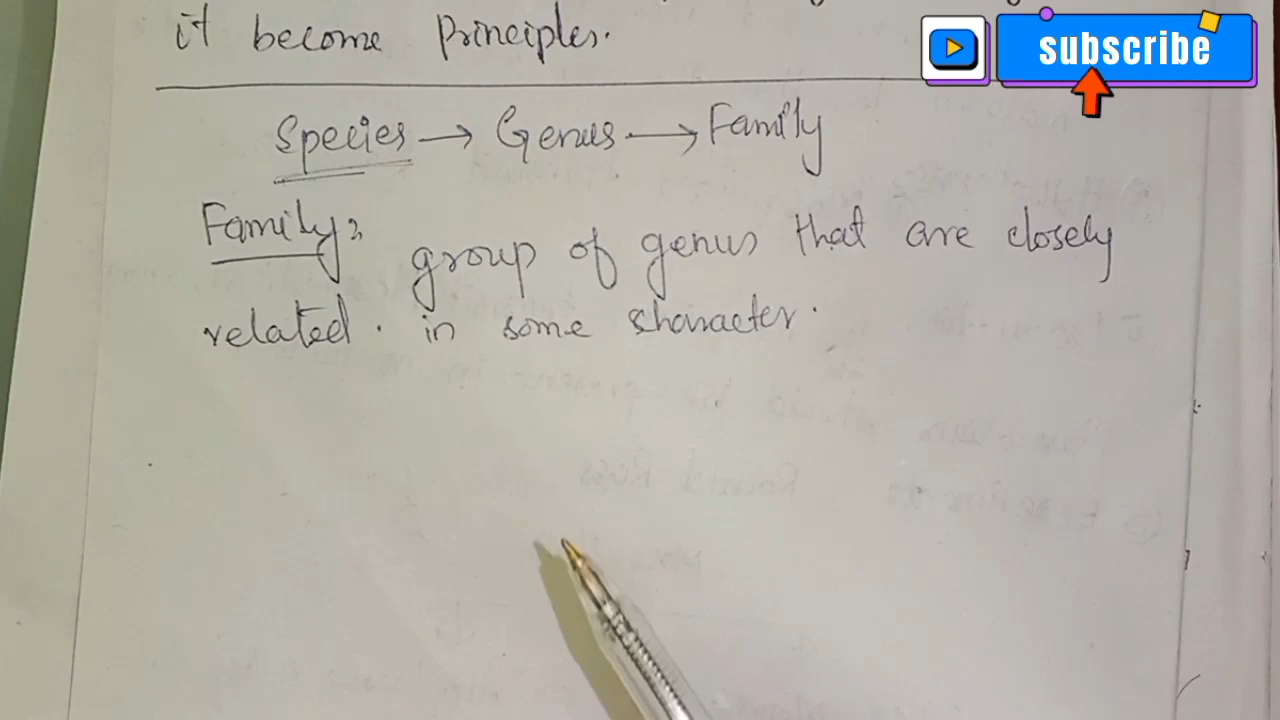 it become Principles.
subscribe
Species → Genus → Family
Family: group of genus that are closely
related. in some character.